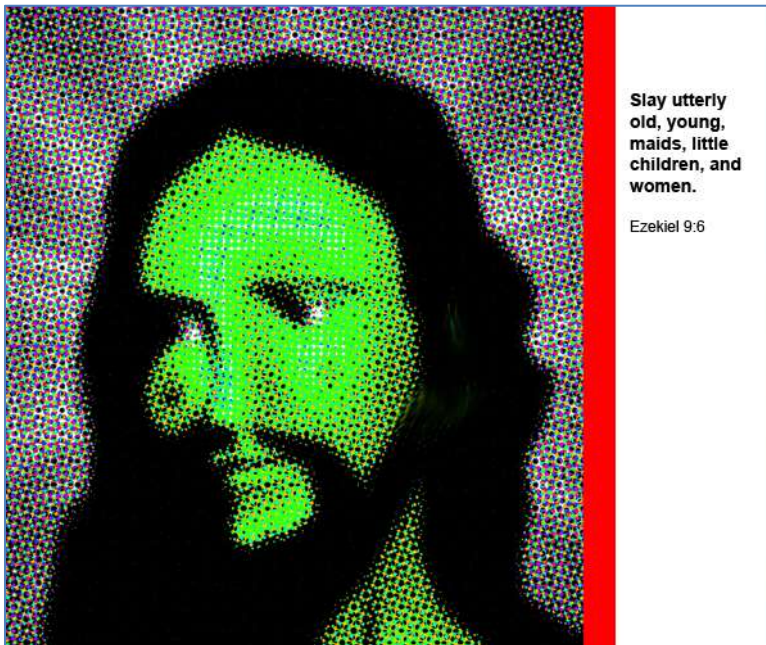 Slay utterly
old, young,
maids, little
children, and
women.
Ezekiel 9:6